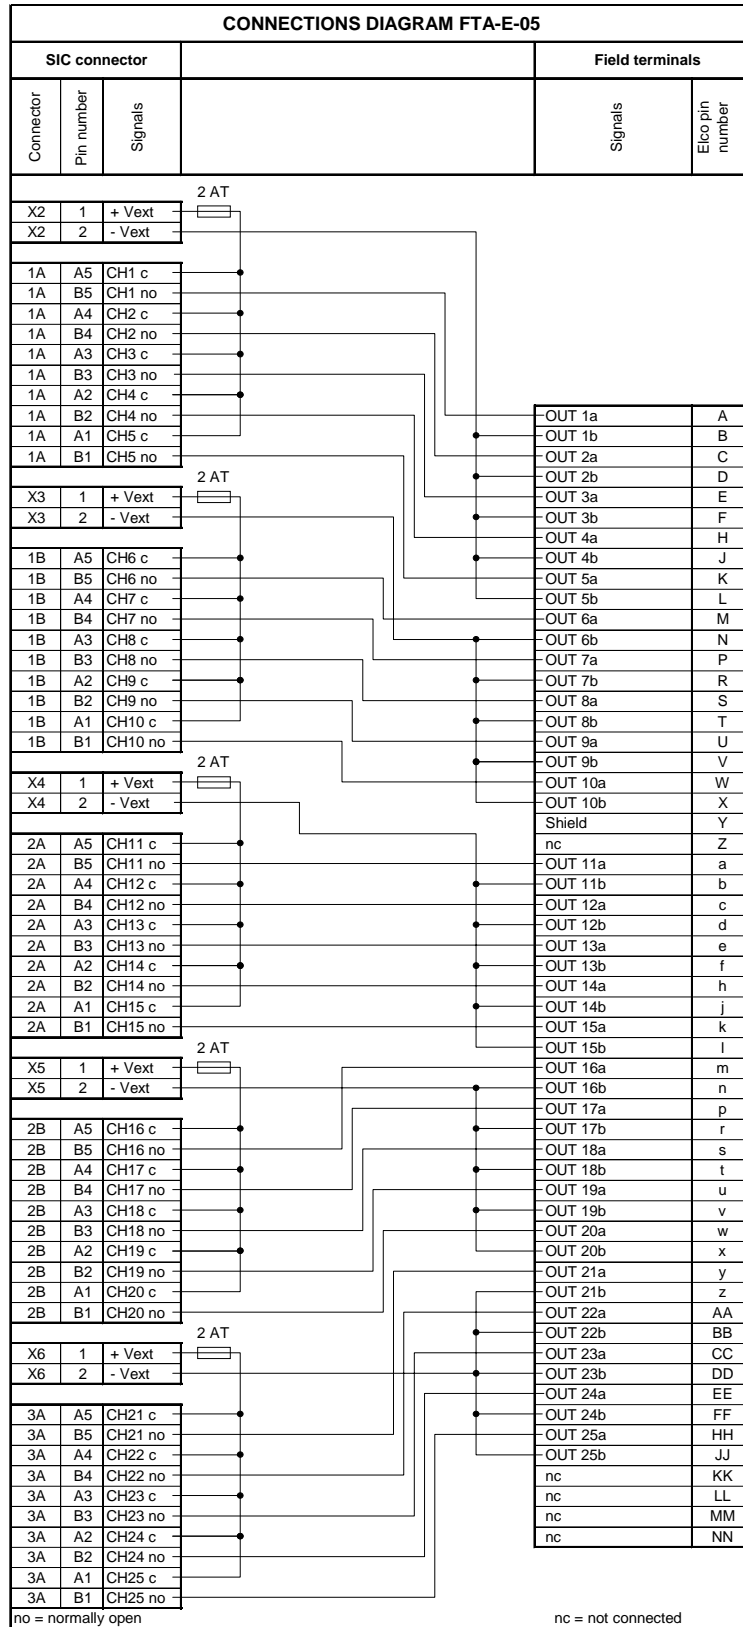 CONNECTIONS DIAGRAM FTA-E-05
SIC connector Field terminals
Connector Pin number Signals Signals Elco pin number
2 AT
X2 1 + Vext
X2 2 - Vext
1A A5 CH1 c
1A B5 CH1 no
1A A4 CH2 c
1A B4 CH2 no
1A A3 CH3 c
1A B3 CH3 no
1A A2 CH4 c
1A B2 CH4 no
1A A1 CH5 c
1A B1 CH5 no
2 AT
X3 1 + Vext
X3 2 - Vext
1B A5 CH6 c
1B B5 CH6 no
1B A4 CH7 c
1B B4 CH7 no
1B A3 CH8 c
1B B3 CH8 no
1B A2 CH9 c
1B B2 CH9 no
1B A1 CH10 c
1B B1 CH10 no
2 AT
X4 1 + Vext
X4 2 - Vext
2A A5 CH11 c
2A B5 CH11 no
2A A4 CH12 c
2A B4 CH12 no
2A A3 CH13 c
2A B3 CH13 no
2A A2 CH14 c
2A B2 CH14 no
2A A1 CH15 c
2A B1 CH15 no
2 AT
X5 1 + Vext
X5 2 - Vext
2B A5 CH16 c
2B B5 CH16 no
2B A4 CH17 c
2B B4 CH17 no
2B A3 CH18 c
2B B3 CH18 no
2B A2 CH19 c
2B B2 CH19 no
2B A1 CH20 c
2B B1 CH20 no
2 AT
X6 1 + Vext
X6 2 - Vext
3A A5 CH21 c
3A B5 CH21 no
3A A4 CH22 c
3A B4 CH22 no
3A A3 CH23 c
3A B3 CH23 no
3A A2 CH24 c
3A B2 CH24 no
3A A1 CH25 c
3A B1 CH25 no
OUT 1a A
OUT 1b B
OUT 2a C
OUT 2b D
OUT 3a E
OUT 3b F
OUT 4a H
OUT 4b J
OUT 5a K
OUT 5b L
OUT 6a M
OUT 6b N
OUT 7a P
OUT 7b R
OUT 8a S
OUT 8b T
OUT 9a U
OUT 9b V
OUT 10a W
OUT 10b X
Shield Y
nc Z
OUT 11a a
OUT 11b b
OUT 12a c
OUT 12b d
OUT 13a e
OUT 13b f
OUT 14a h
OUT 14b j
OUT 15a k
OUT 15b l
OUT 16a m
OUT 16b n
OUT 17a p
OUT 17b r
OUT 18a s
OUT 18b t
OUT 19a u
OUT 19b v
OUT 20a w
OUT 20b x
OUT 21a y
OUT 21b z
OUT 22a AA
OUT 22b BB
OUT 23a CC
OUT 23b DD
OUT 24a EE
OUT 24b FF
OUT 25a HH
OUT 25b JJ
nc KK
nc LL
nc MM
nc NN
no = normally open nc = not connected